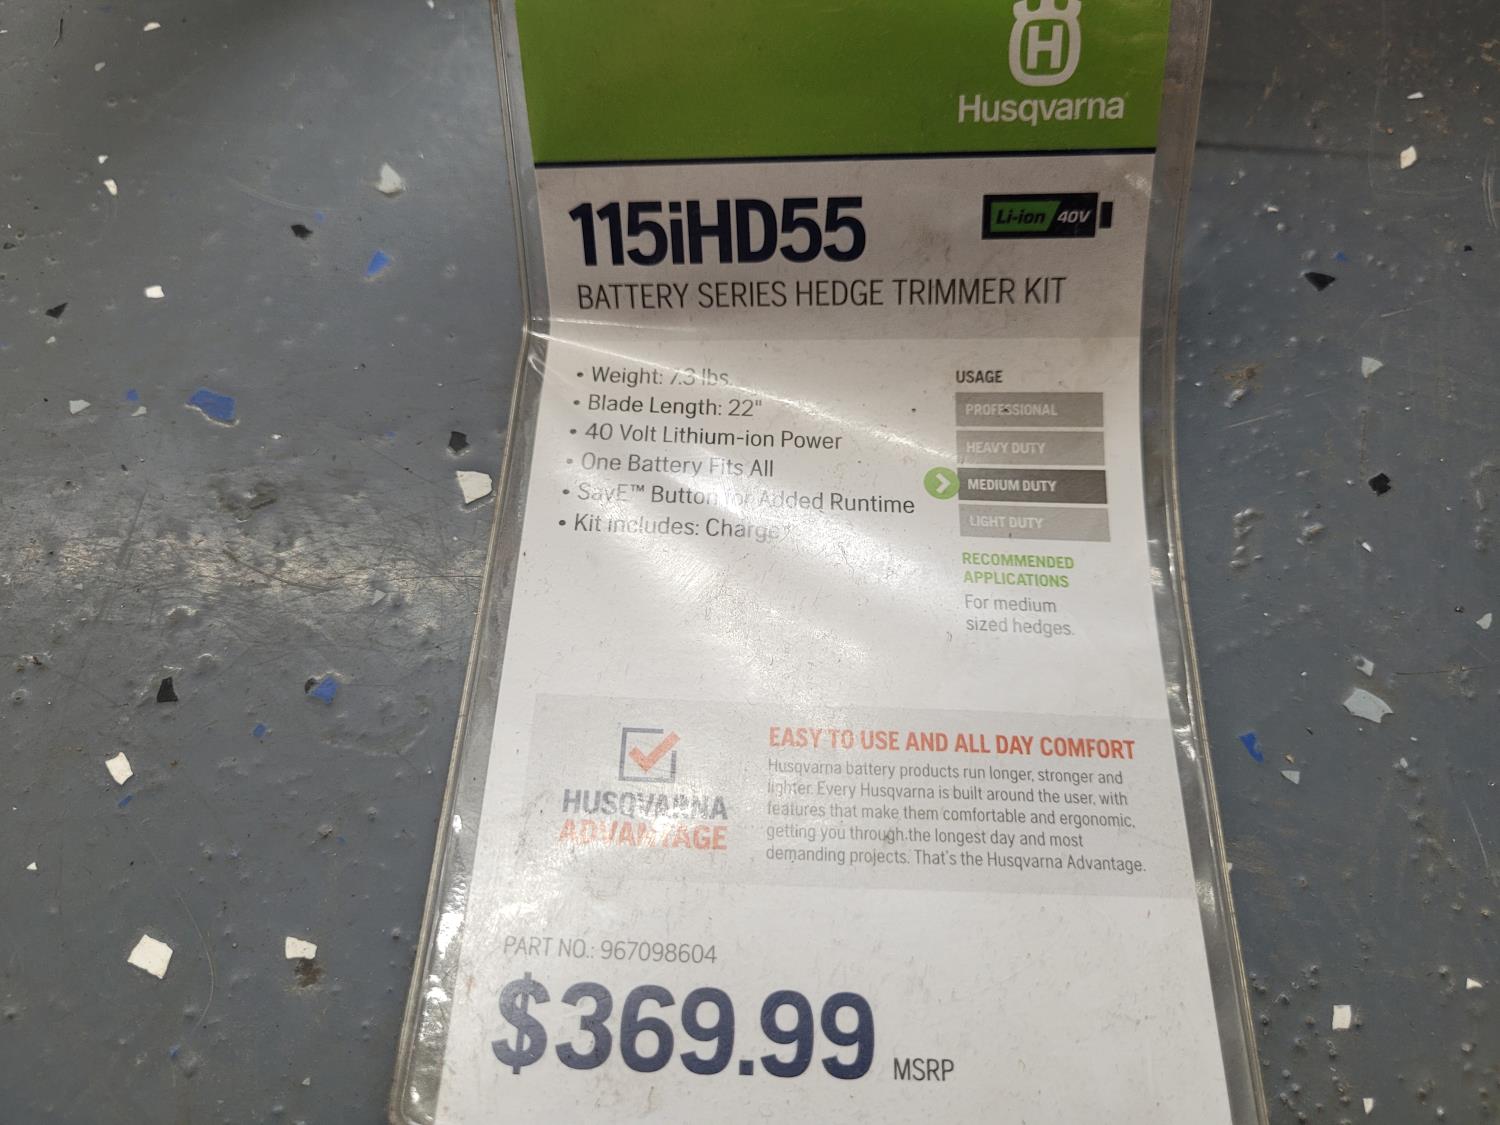 H
Husqvarna
115iHD55
Li-ion 40V
BATTERY SERIES HEDGE TRIMMER KIT
• Weight: 7.3 lbs.
• Blade Length: 22"
• 40 Volt Lithium-ion Power
• One Battery Fits All
• SavE™ Button for Added Runtime
• Kit includes: Charger
USAGE
PROFESSIONAL
HEAVY DUTY
MEDIUM DUTY
LIGHT DUTY
RECOMMENDED
APPLICATIONS
For medium
sized hedges.
HUSQVARNA
ADVANTAGE
EASY TO USE AND ALL DAY COMFORT
Husqvarna battery products run longer, stronger and
lighter. Every Husqvarna is built around the user, with
features that make them comfortable and ergonomic,
getting you through the longest day and most
demanding projects. That's the Husqvarna Advantage.
PART NO.: 967098604
$369.99 MSRP